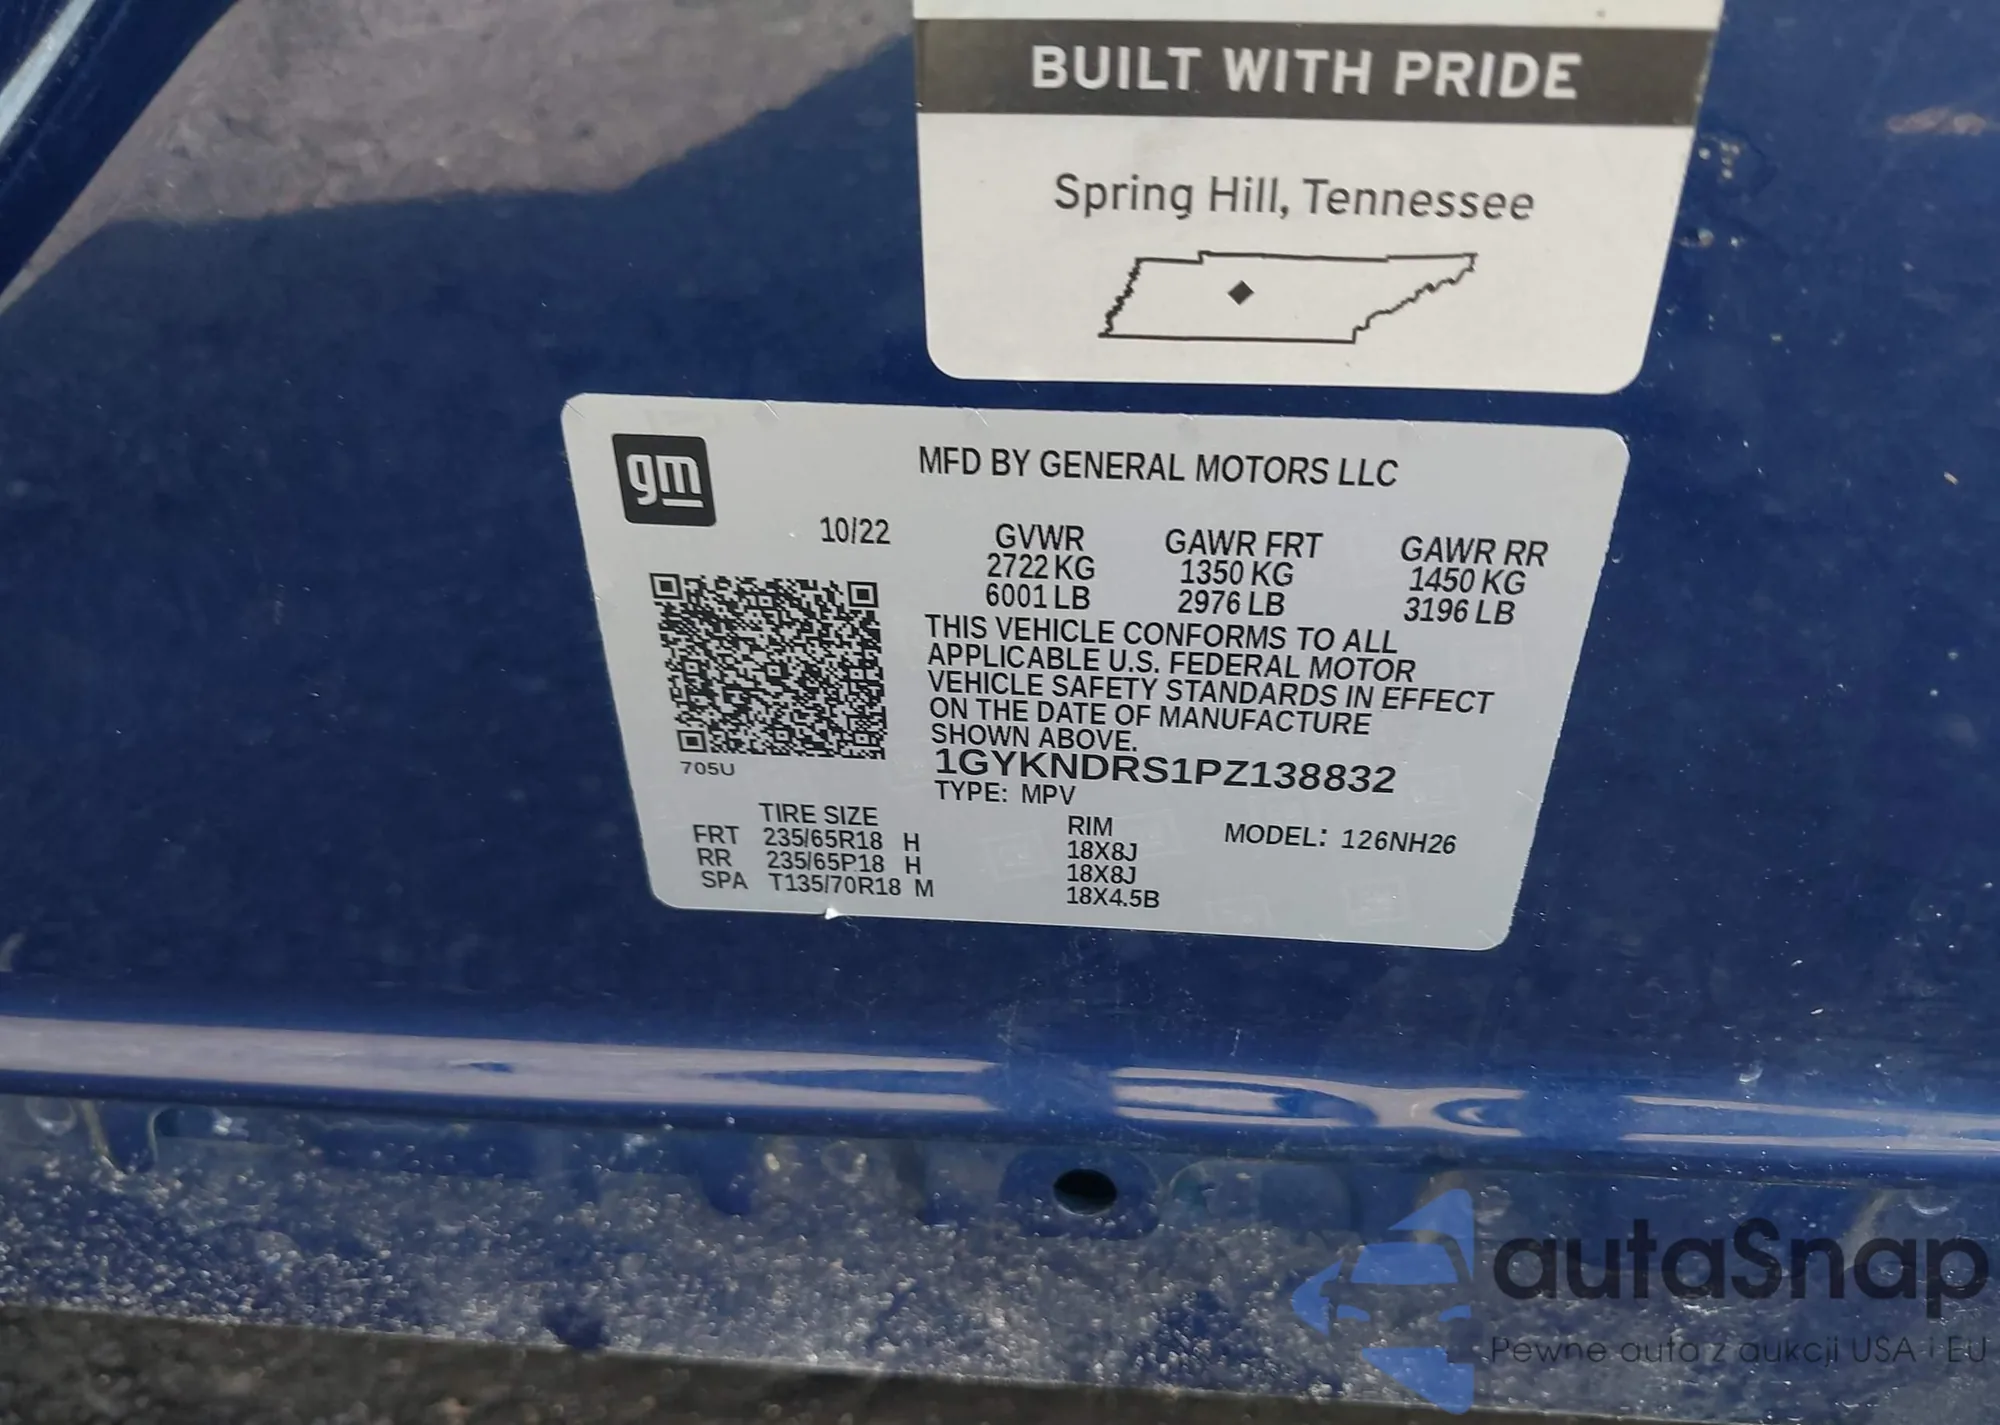 BUILT WITH PRIDE
Spring Hill, Tennessee
gm
MFD BY GENERAL MOTORS LLC
10/22 GVWR GAWR FRT GAWR RR
2722 KG 1350 KG 1450 KG
6001 LB 2976 LB 3196 LB
THIS VEHICLE CONFORMS TO ALL
APPLICABLE U.S. FEDERAL MOTOR
VEHICLE SAFETY STANDARDS IN EFFECT
ON THE DATE OF MANUFACTURE
SHOWN ABOVE.
1GYKNDRS1PZ138832
705U
TYPE: MPV
TIRE SIZE RIM MODEL: 126NH26
FRT 235/65R18 H 18X8J
RR 235/65R18 H 18X8J
SPA T135/70R18 M 18X4.5B
autaSnap
Pewne auta z aukcji USA i EU